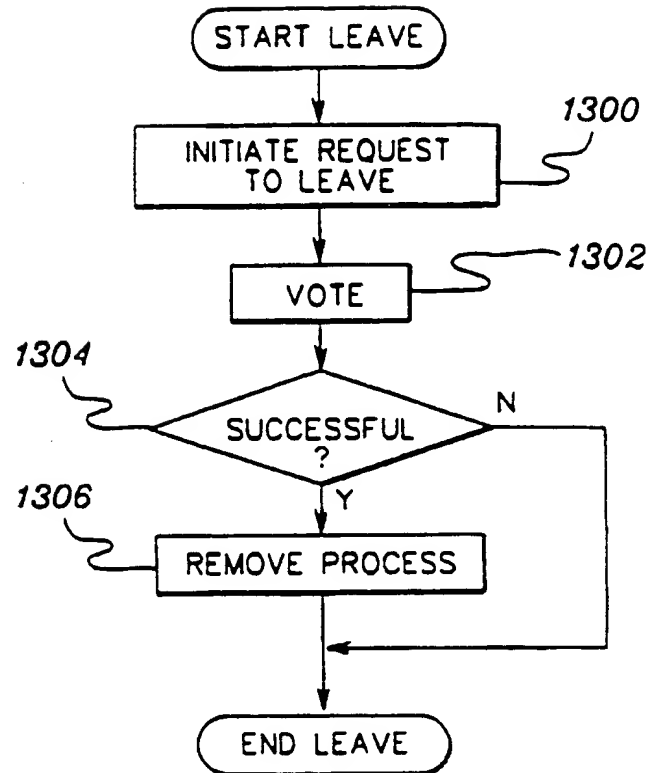 START LEAVE
1300
INITIATE REQUEST
TO LEAVE
1302
VOTE
1304
SUCCESSFUL
?
N
Y
1306
REMOVE PROCESS
END LEAVE